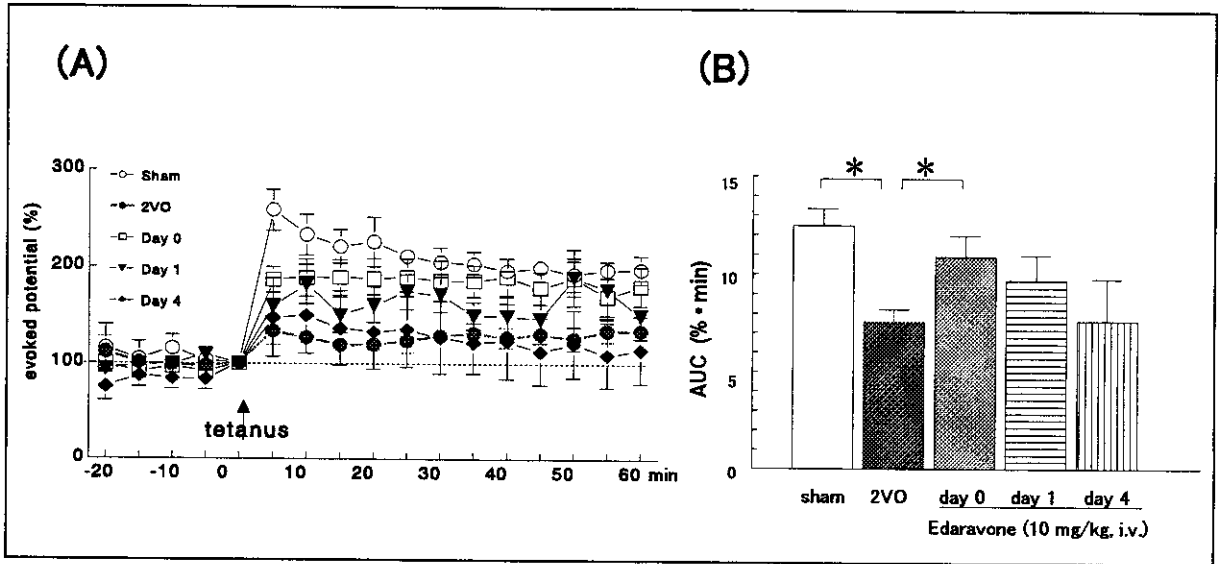 (A)
evoked potential (%)
300
200
100
0
Sham
2VO
Day 0
Day 1
Day 4
tetanus
-20 -10 0 10 20 30 40 50 60 min
(B)
AUC (% • min)
15
10
5
0
* *
sham 2VO day 0 day 1 day 4
Edaravone (10 mg/kg, i.v.)